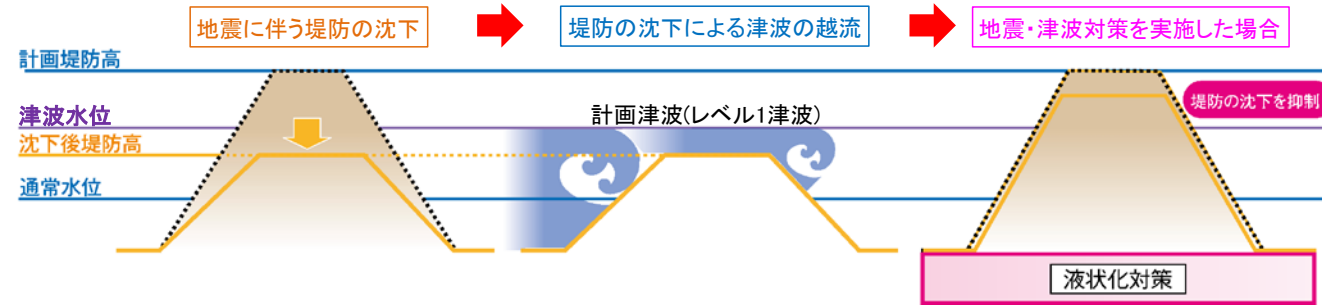 地震に伴う堤防の沈下
堤防の沈下による津波の越流
地震・津波対策を実施した場合
計画堤防高
津波水位
計画津波(レベル1津波)
堤防の沈下を抑制
沈下後堤防高
通常水位
液状化対策